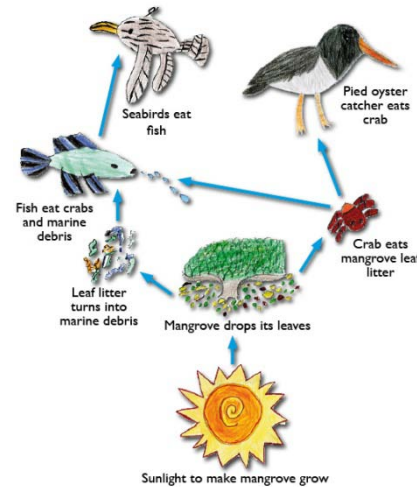 Seabirds eat
fish
Pied oyster
catcher eats
crab
Fish eat crabs
and marine
debris
Crab eats
mangrove leaf
litter
Leaf litter
turns into
marine debris
Mangrove drops its leaves
Sunlight to make mangrove grow